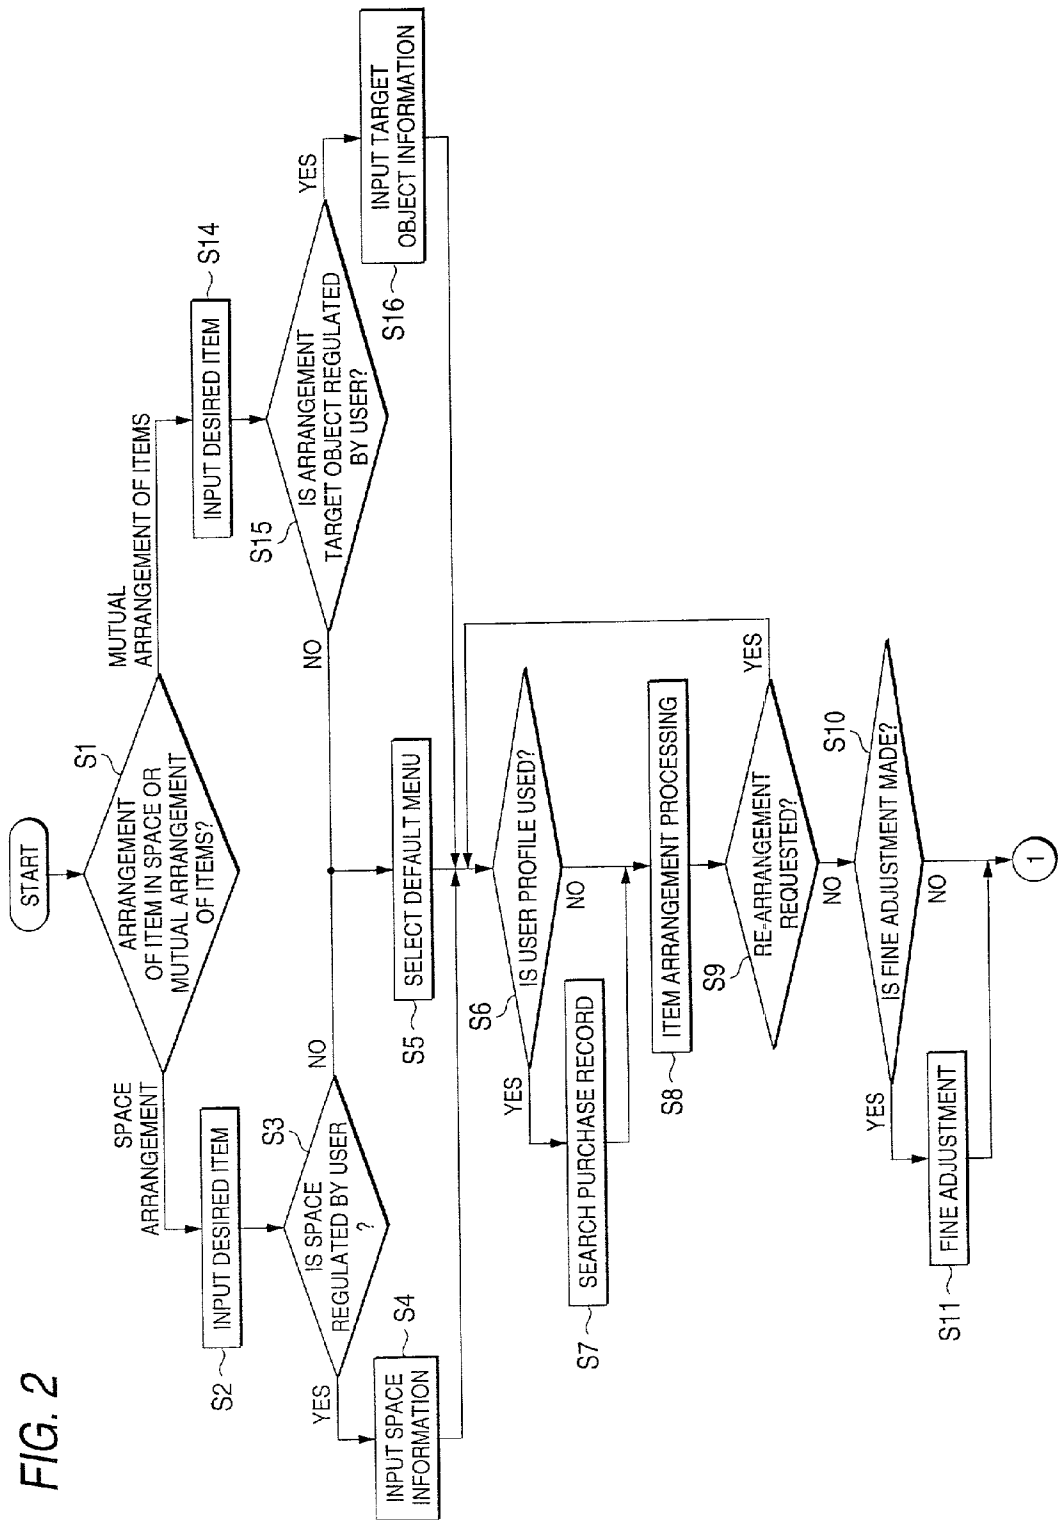 FIG. 2
START
S1
ARRANGEMENT
OF ITEM IN SPACE OR
MUTUAL ARRANGEMENT
OF ITEMS?
SPACE
ARRANGEMENT
MUTUAL
ARRANGEMENT OF ITEMS
S2
INPUT DESIRED ITEM
S14
INPUT DESIRED ITEM
S3
IS SPACE
REGULATED BY USER
?
YES
NO
S15
IS ARRANGEMENT
TARGET OBJECT REGULATED
BY USER?
NO
YES
S4
INPUT SPACE
INFORMATION
S5
SELECT DEFAULT MENU
S16
INPUT TARGET
OBJECT INFORMATION
S6
IS USER PROFILE USED?
YES
NO
S7
SEARCH PURCHASE RECORD
S8
ITEM ARRANGEMENT PROCESSING
S9
RE-ARRANGEMENT
REQUESTED?
YES
NO
S10
IS FINE ADJUSTMENT MADE?
YES
NO
S11
FINE ADJUSTMENT
1